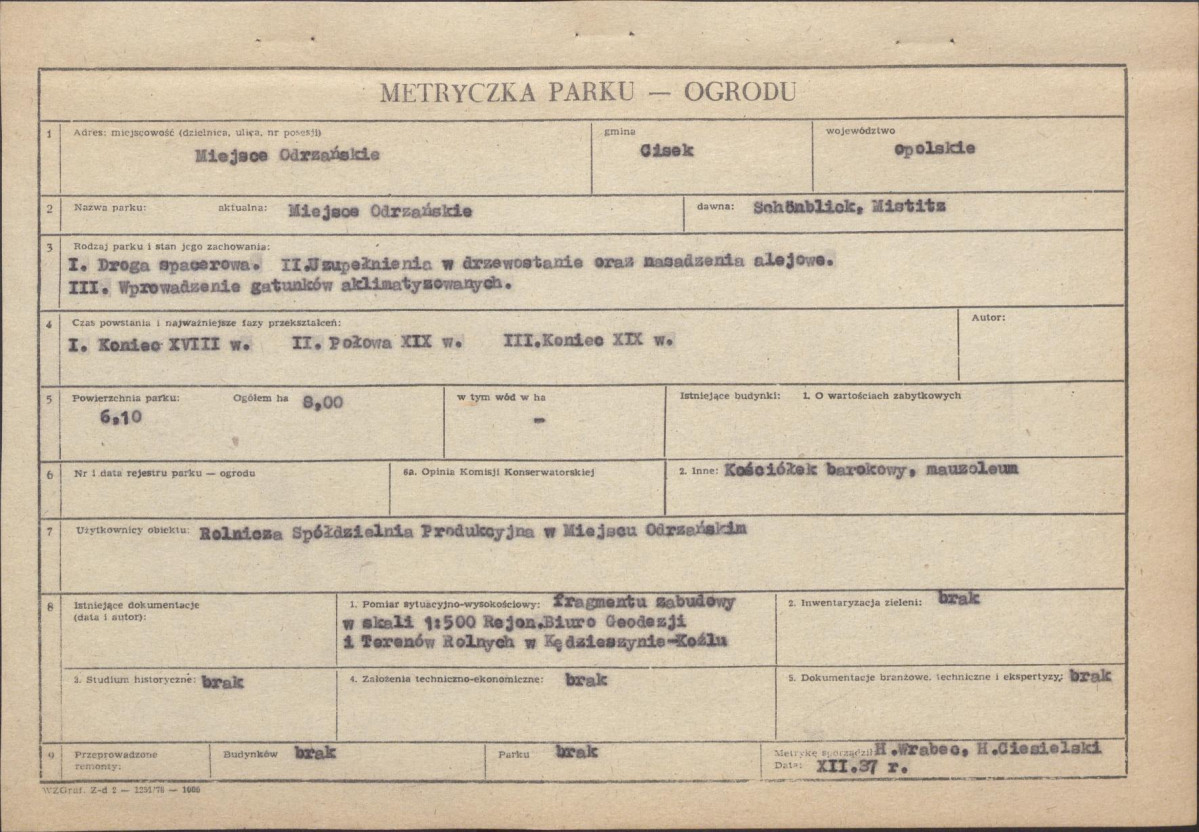 METRYCZKA PARKU — OGRODU
1 Adres: miejscowość (dzielnica, ulica, nr posesji) gmina województwo
Miejsce Odrzańskie Cisek opolskie
2 Nazwa parku: aktualna: Miejsce Odrzańskie dawna: Schönblick, Mistitz
3 Rodzaj parku i stan jego zachowania:
I. Droga spacerowa. II.Uzupełnienia w drzewostanie oraz nasadzenia alejowe.
III. Wprowadzenie gatunków aklimatyzowanych.
4 Czas powstania i najważniejsze fazy przekształceń: Autor:
I. Koniec XVIII w. II. Połowa XIX w. III.Koniec XIX w.
5 Powierzchnia parku: Ogółem ha 8,00 w tym wód w ha Istniejące budynki: 1. O wartościach zabytkowych
6,10 -
6 Nr i data rejestru parku — ogrodu 6a. Opinia Komisji Konserwatorskiej 2. Inne: Kościółek barokowy, mauzoleum
7 Użytkownicy obiektu: Rolnicza Spółdzielnia Produkcyjna w Miejscu Odrzańskim
8 Istniejące dokumentacje 1. Pomiar sytuacyjno-wysokościowy: fragmentu zabudowy 2. Inwentaryzacja zieleni: brak
(data i autor): w skali 1:500 Rejon.Biuro Geodezji
i Terenów Rolnych w Kędzieszynie-Koźlu
3. Studium historyczne: brak 4. Założenia techniczno-ekonomiczne: brak 5. Dokumentacje branżowe, techniczne i ekspertyzy: brak
9 Przeprowadzone Budynków brak Parku brak Metrykę sporządził H.Wrabec, H.Ciesielski
remonty: Data: XII.87 r.
WZGraf. Z-d 2 — 1251/78 — 1000